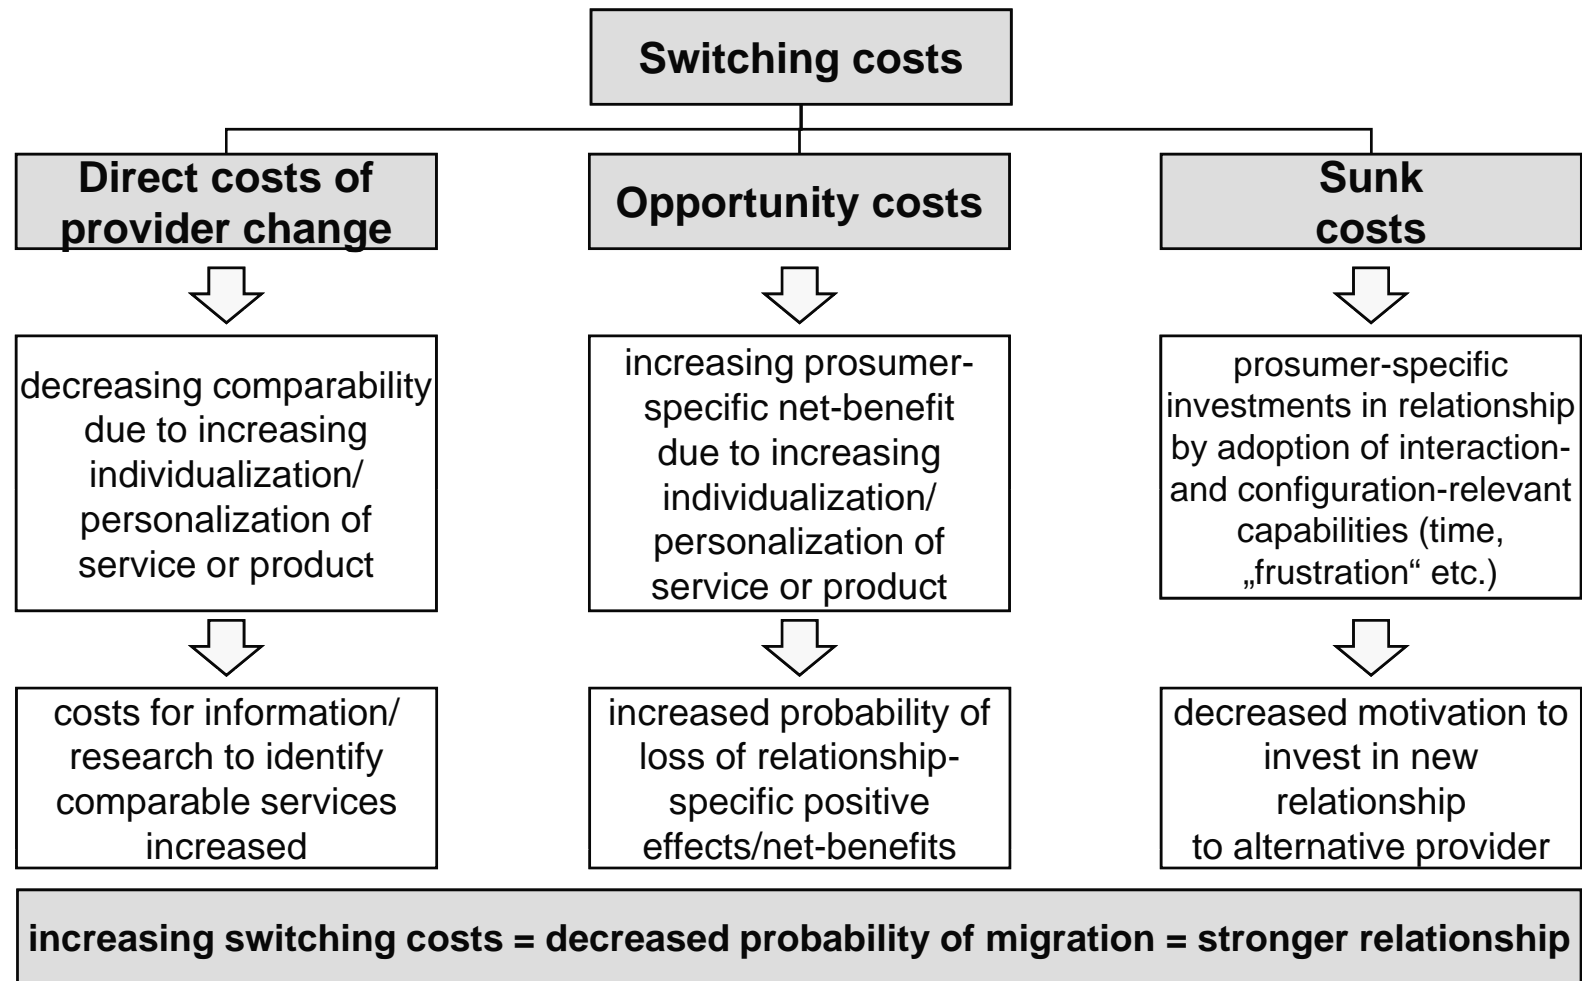 Switching costs
Direct costs of
provider change
Opportunity costs
Sunk
costs
decreasing comparability
due to increasing
individualization/
personalization of
service or product
increasing prosumer-
specific net-benefit
due to increasing
individualization/
personalization of
service or product
prosumer-specific
investments in relationship
by adoption of interaction-
and configuration-relevant
capabilities (time,
„frustration“ etc.)
costs for information/
research to identify
comparable services
increased
increased probability of
loss of relationship-
specific positive
effects/net-benefits
decreased motivation to
invest in new
relationship
to alternative provider
increasing switching costs = decreased probability of migration = stronger relationship